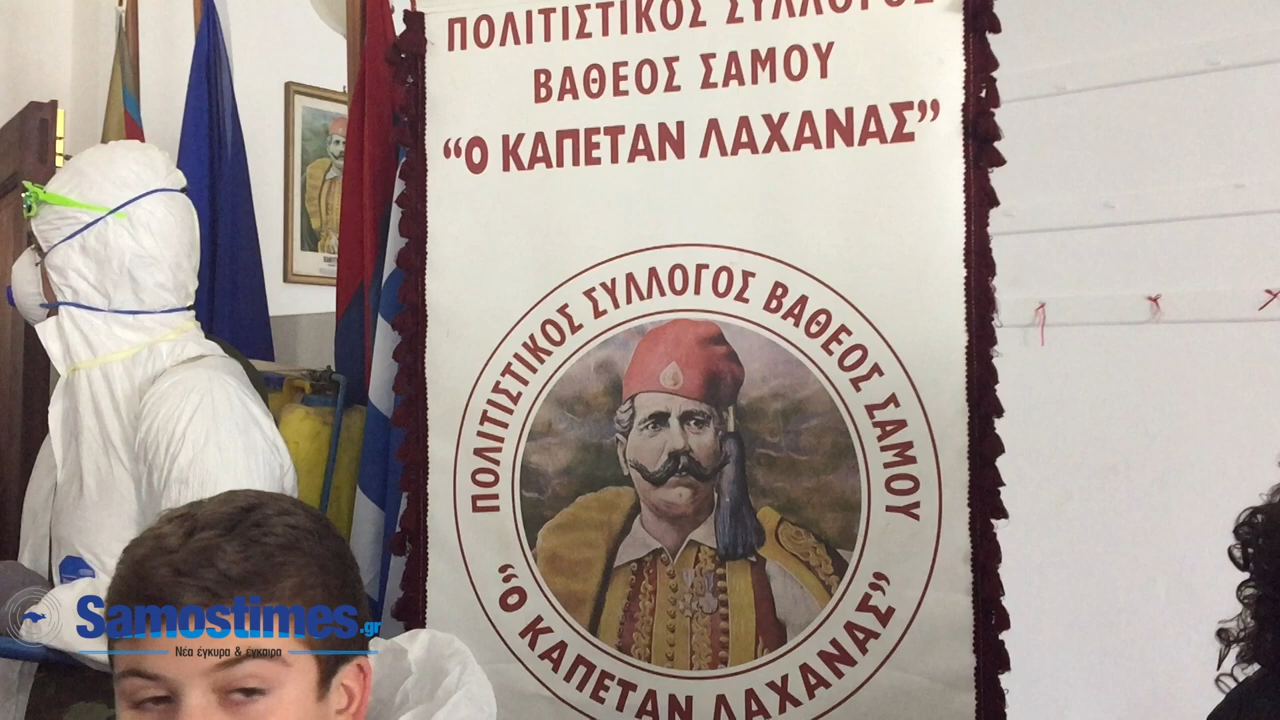 ΠΟΛΙΤΙΣΤΙΚΟΣ ΣΥΛΛΟΓΟΣ
ΒΑΘΕΟΣ ΣΑΜΟΥ
“Ο ΚΑΠΕΤΑΝ ΛΑΧΑΝΑΣ”
ΠΟΛΙΤΙΣΤΙΚΟΣ ΣΥΛΛΟΓΟΣ ΒΑΘΕΟΣ ΣΑΜΟΥ
“Ο ΚΑΠΕΤΑΝ ΛΑΧΑΝΑΣ”
Samostimes.gr
Νέα έγκυρα & έγκαιρα